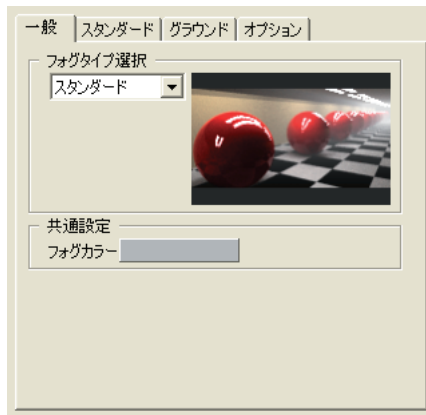 一般 スタンダード グラウンド オプション
フォグタイプ選択
スタンダード
共通設定
フォグカラー